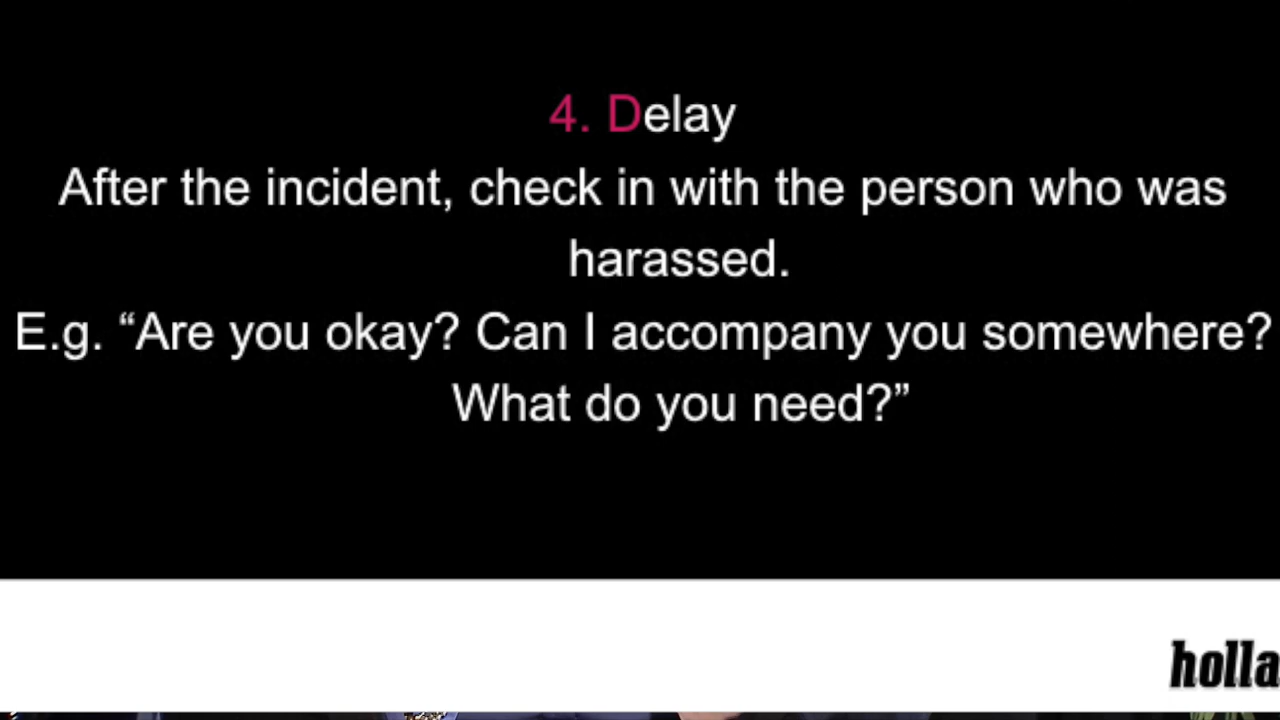 4. Delay
After the incident, check in with the person who was
harassed.
E.g. “Are you okay? Can I accompany you somewhere?
What do you need?”
holla